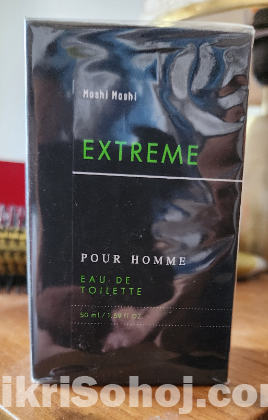 Moshi Moshi
EXTREME
POUR HOMME
EAU DE
TOILETTE
50 ml / 1.69 fl oz.
ikriSohoj.com